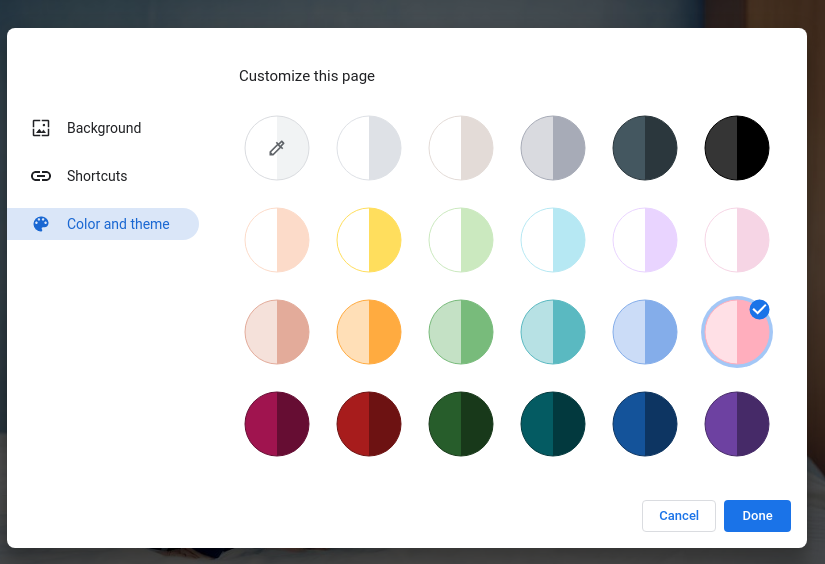 Customize this page
Background
Shortcuts
Color and theme
Cancel
Done